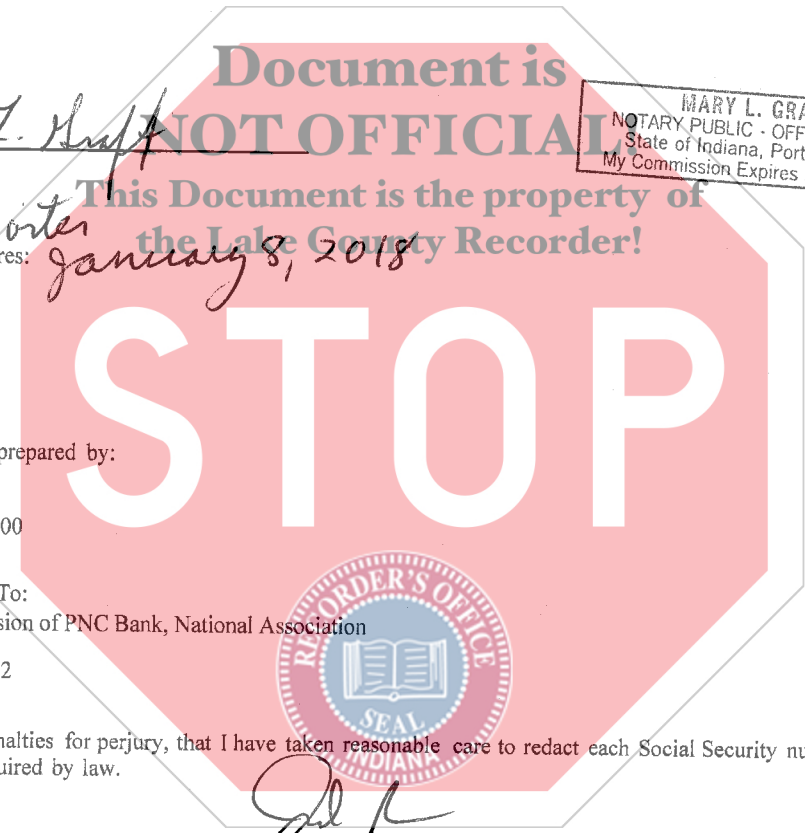 Document is
NOT OFFICIAL!
This Document is the property of
the Lake County Recorder!
MARY L. GRA
NOTARY PUBLIC - OFF
State of Indiana, Port
My Commission Expires
L. Graft
orter
res: January 8, 2018
STOP
prepared by:
00
To:
sion of PNC Bank, National Association
2
RECORDER'S OFFICE
SEAL
INDIANA
nalties for perjury, that I have taken reasonable care to redact each Social Security nu
uired by law.